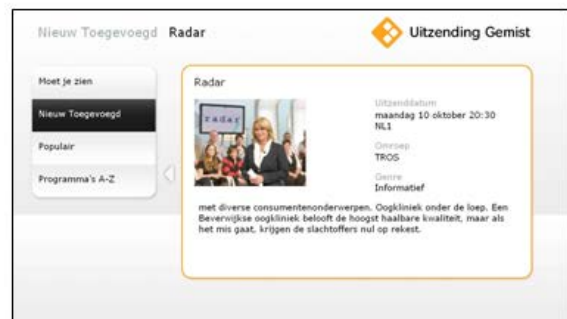 Nieuw Toegevoegd Radar
Uitzending Gemist
Moet je zien
Nieuw Toegevoegd
Populair
Programma's A-Z
Radar
radar
Uitzenddatum
maandag 10 oktober 20:30
NL1
Omroep
TROS
Genre
Informatief
met diverse consumentenonderwerpen. Oogkliniek onder de loep. Een
Beverwijkse oogkliniek belooft de hoogst haalbare kwaliteit, maar als
het mis gaat, krijgen de slachtoffers nul op rekest.